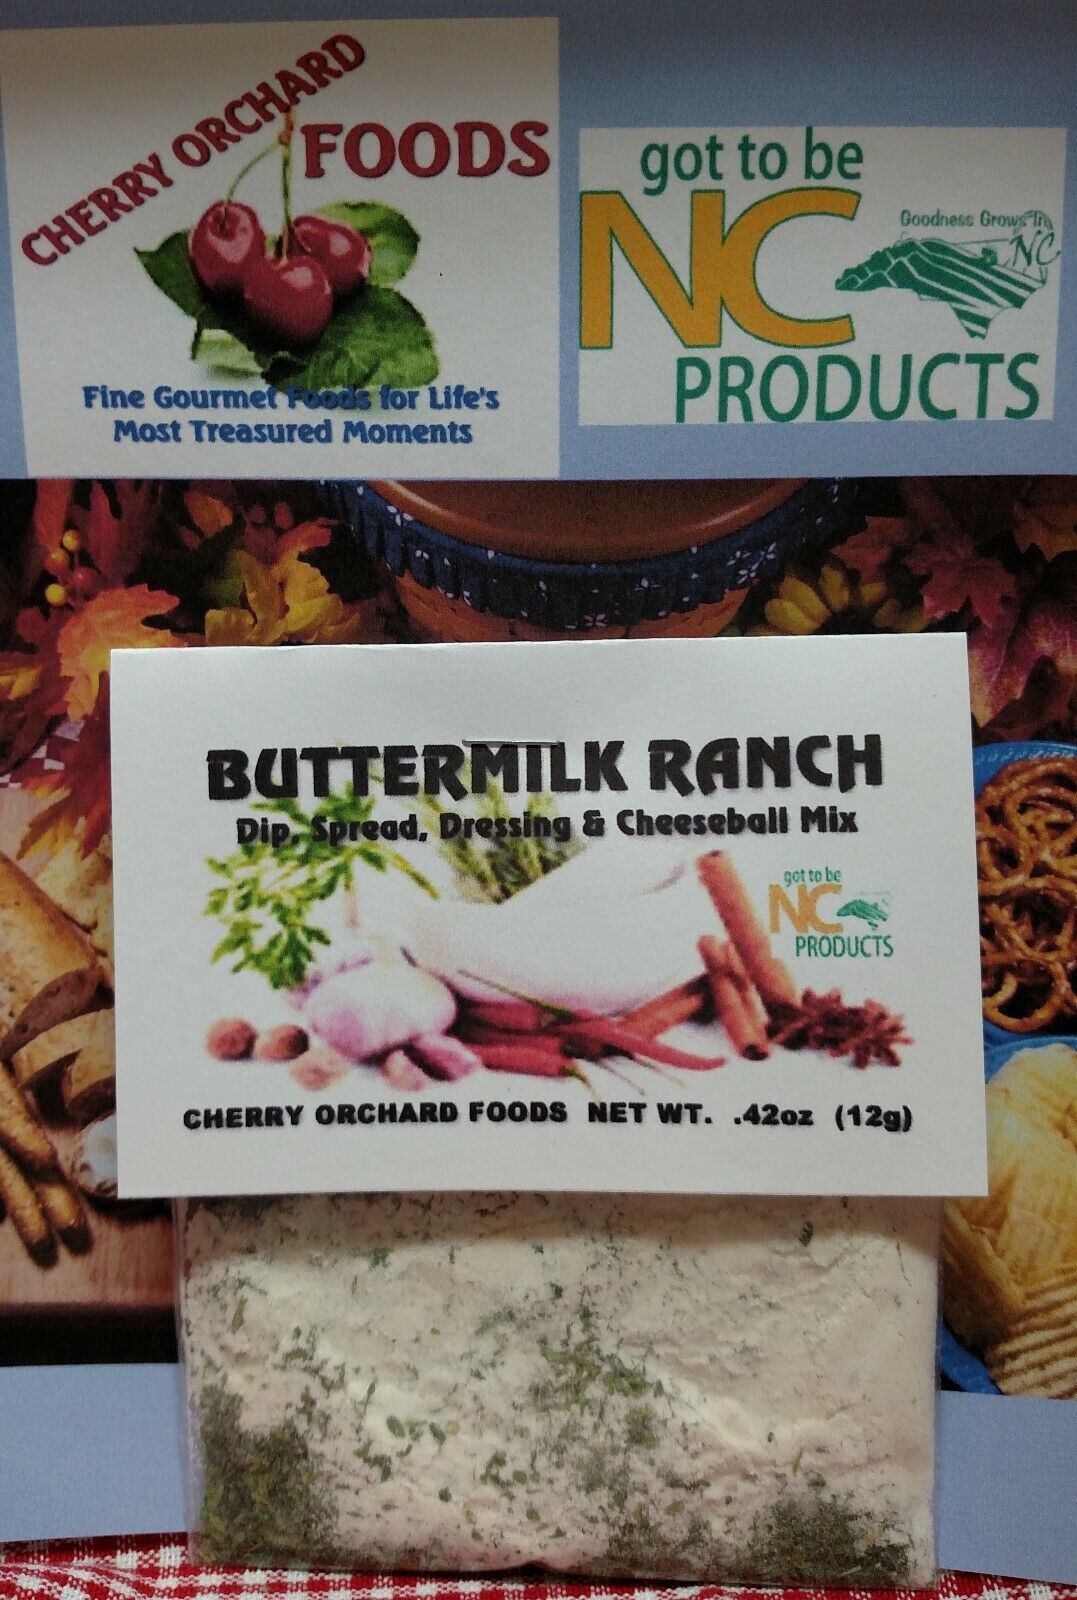 CHERRY ORCHARD
FOODS
Fine Gourmet Foods for Life's
Most Treasured Moments
got to be
NC
Goodness Grows In
NC
PRODUCTS
BUTTERMILK RANCH
Dip, Spread, Dressing & Cheeseball Mix
got to be
NC
PRODUCTS
CHERRY ORCHARD FOODS NET WT. .42oz (12g)